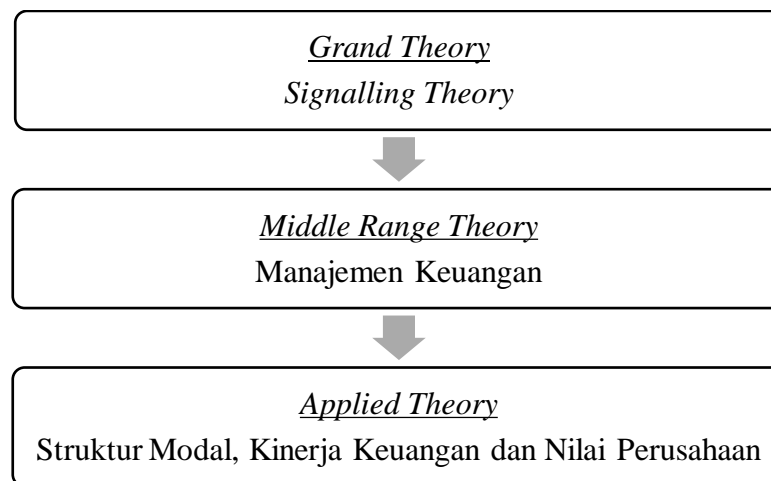 Grand Theory
Signalling Theory
Middle Range Theory
Manajemen Keuangan
Applied Theory
Struktur Modal, Kinerja Keuangan dan Nilai Perusahaan